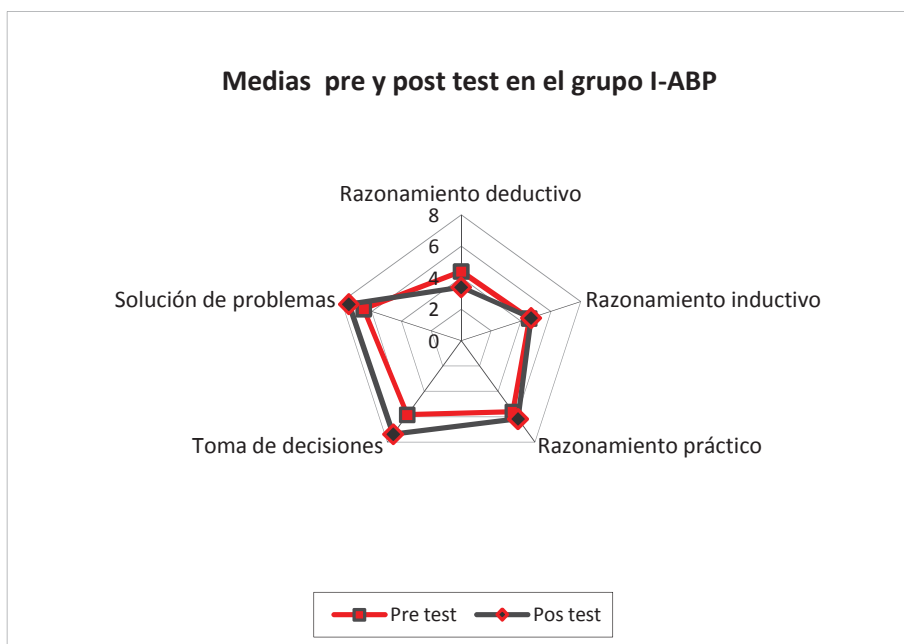 Medias pre y post test en el grupo I-ABP
Razonamiento deductivo
8
6
4
2
0
Solución de problemas
Razonamiento inductivo
Toma de decisiones
Razonamiento práctico
Pre test
Pos test